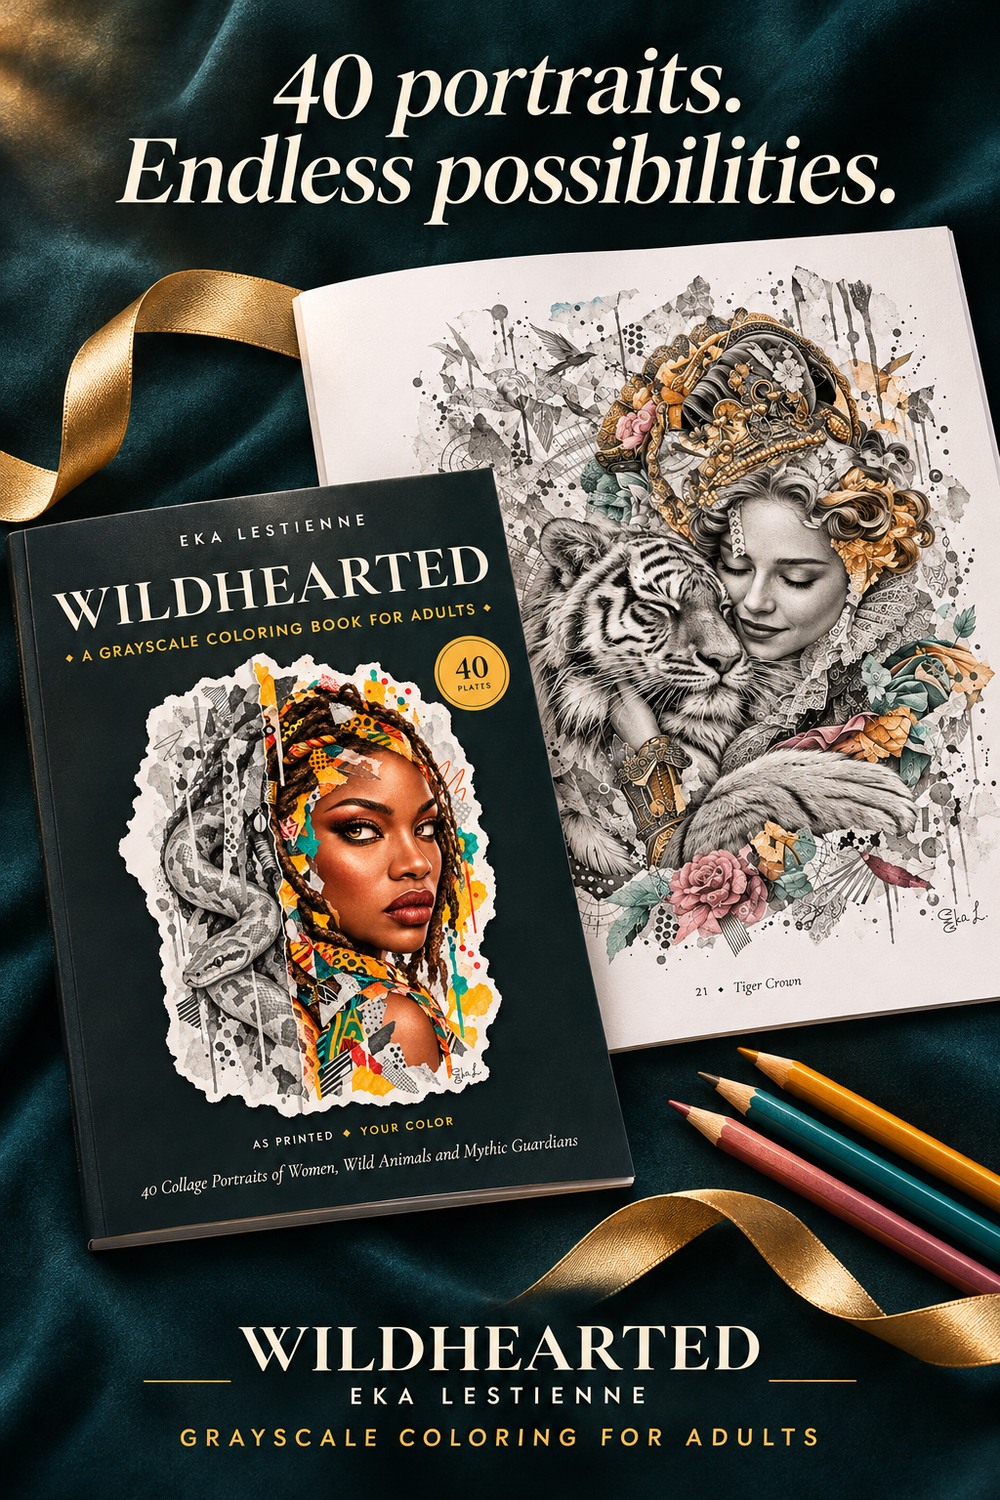 40 portraits.
Endless possibilities.
EKA LESTIENNE
WILDHEARTED
◆ A GRAYSCALE COLORING BOOK FOR ADULTS ◆
40
PLATES
Eka L.
AS PRINTED ◆ YOUR COLOR
40 Collage Portraits of Women, Wild Animals and Mythic Guardians
Eka L.
21 ◆ Tiger Crown
WILDHEARTED
EKA LESTIENNE
GRAYSCALE COLORING FOR ADULTS